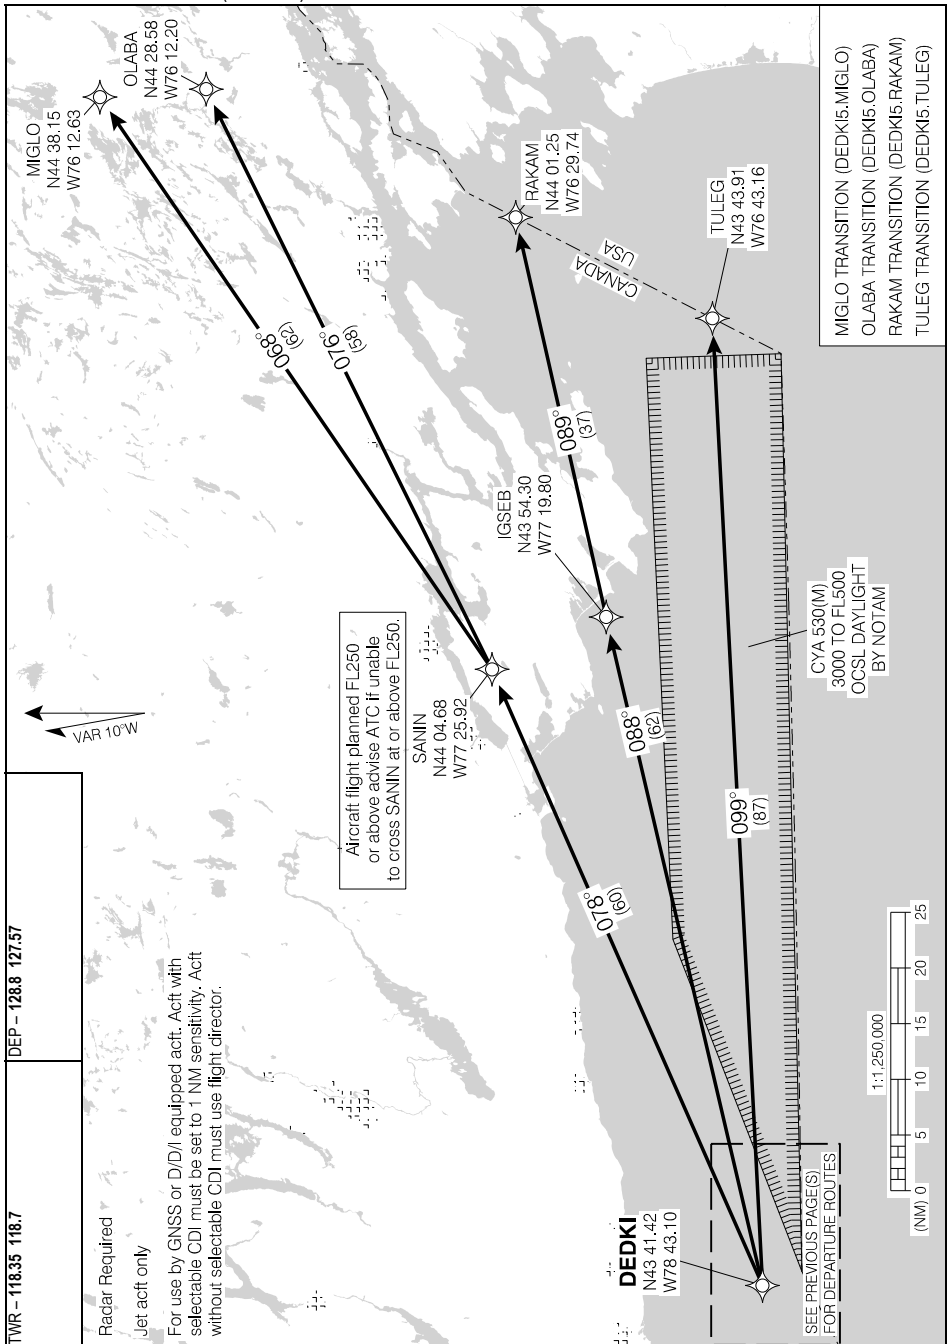 TWR – 118.35 118.7
DEP – 128.8 127.57
Radar Required
Jet acft only
For use by GNSS or D/D/I equipped acft. Acft with
selectable CDI must be set to 1 NM sensitivity. Acft
without selectable CDI must use flight director.
VAR 10°W
Aircraft flight planned FL250
or above advise ATC if unable
to cross SANIN at or above FL250.
MIGLO
N44 38.15
W76 12.63
OLABA
N44 28.58
W76 12.20
068°
(62)
076°
(58)
SANIN
N44 04.68
W77 25.92
RAKAM
N44 01.25
W76 29.74
089°
(37)
IGSEB
N43 54.30
W77 19.80
CANADA
USA
TULEG
N43 43.91
W76 43.16
078°
(60)
088°
(62)
099°
(87)
CYA 530(M)
3000 TO FL500
OCSL DAYLIGHT
BY NOTAM
DEDKI
N43 41.42
W78 43.10
SEE PREVIOUS PAGE(S)
FOR DEPARTURE ROUTES
1:1,250,000
(NM) 0 5 10 15 20 25
MIGLO TRANSITION (DEDKI5.MIGLO)
OLABA TRANSITION (DEDKI5.OLABA)
RAKAM TRANSITION (DEDKI5.RAKAM)
TULEG TRANSITION (DEDKI5.TULEG)